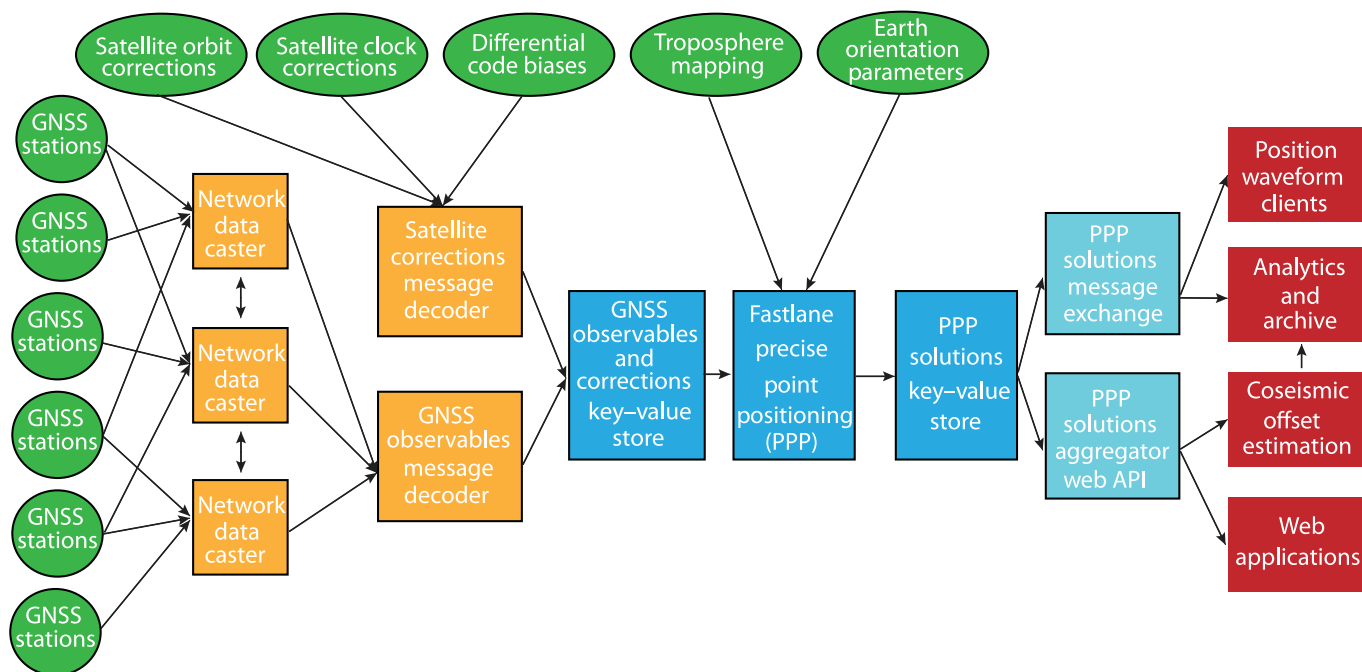 Satellite orbit
corrections
Satellite clock
corrections
Differential
code biases
Troposphere
mapping
Earth
orientation
parameters
GNSS
stations
GNSS
stations
GNSS
stations
GNSS
stations
GNSS
stations
GNSS
stations
Network
data
caster
Network
data
caster
Network
data
caster
Satellite
corrections
message
decoder
GNSS
observables
message
decoder
GNSS
observables
and
corrections
key–value
store
Fastlane
precise
point
positioning
(PPP)
PPP
solutions
key–value
store
PPP
solutions
message
exchange
PPP
solutions
aggregator
web API
Position
waveform
clients
Analytics
and
archive
Coseismic
offset
estimation
Web
applications